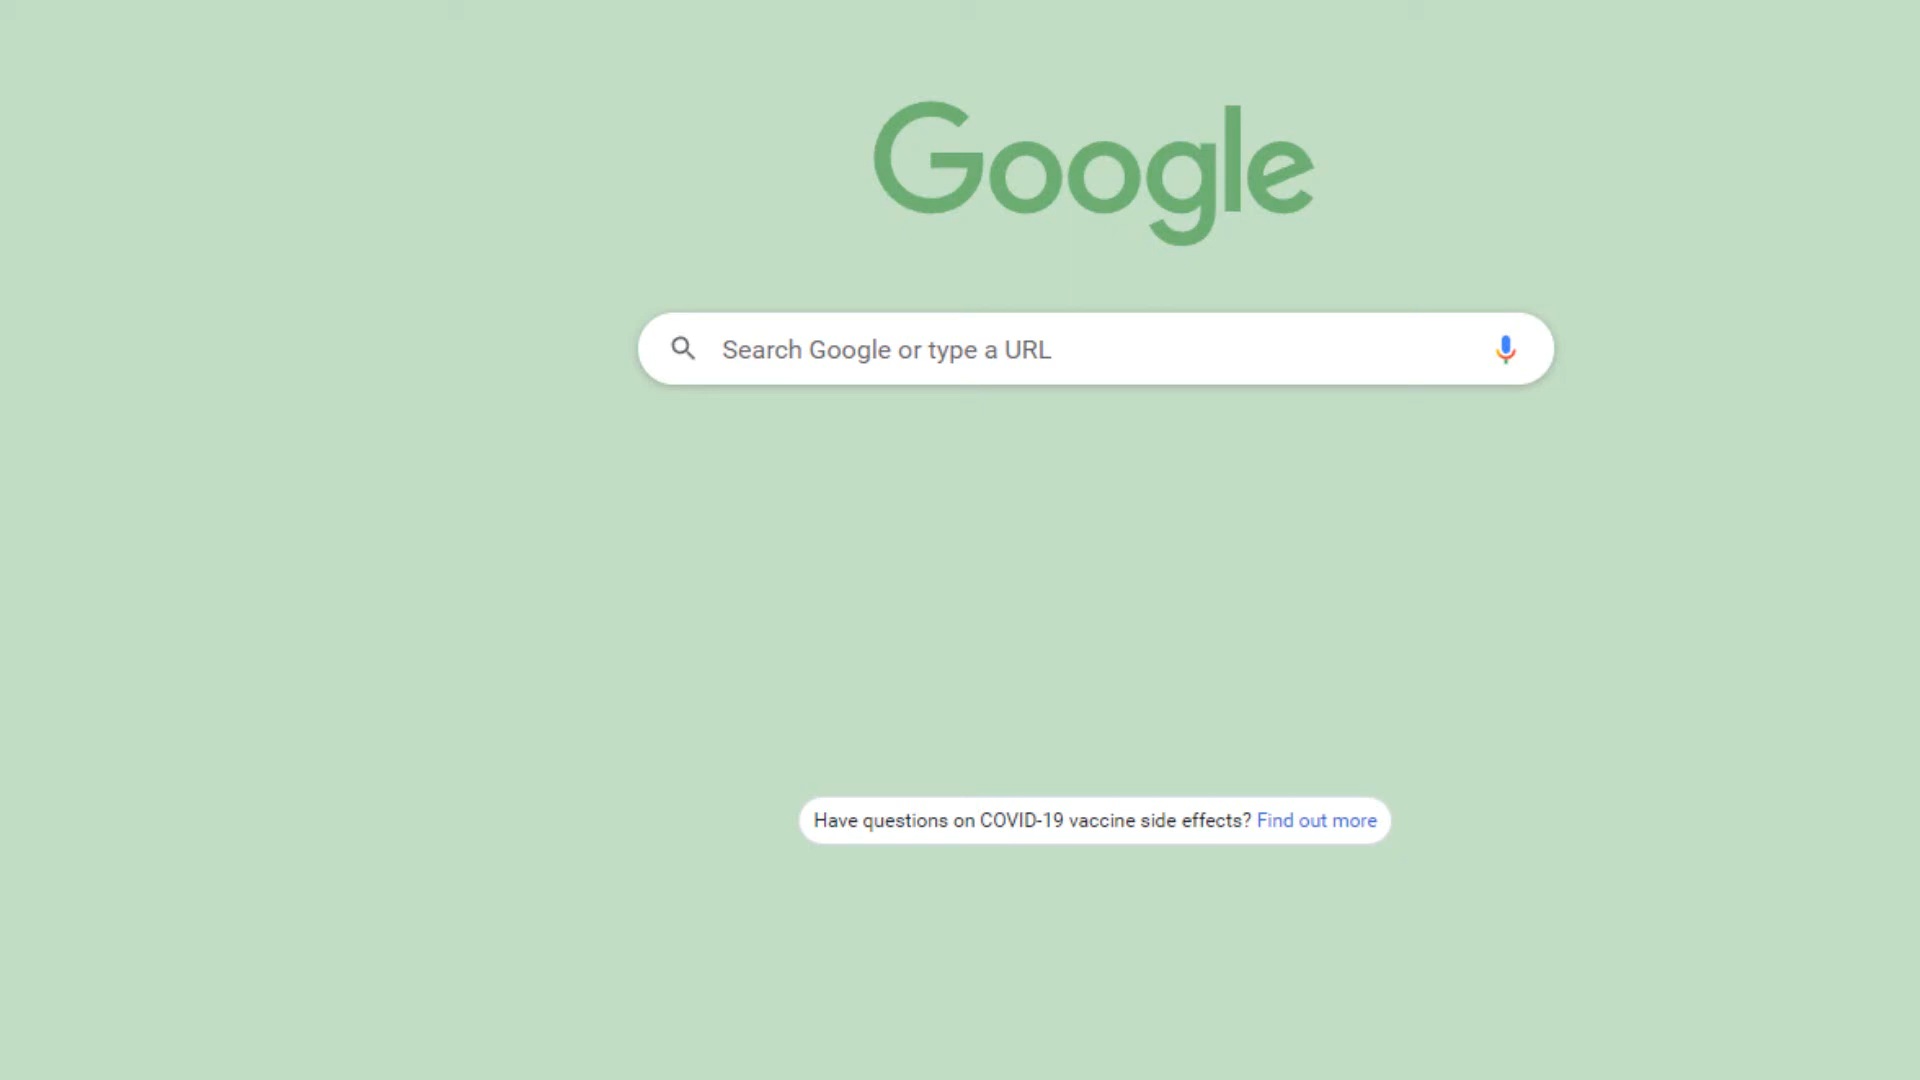 Google
Search Google or type a URL
Have questions on COVID-19 vaccine side effects? Find out more